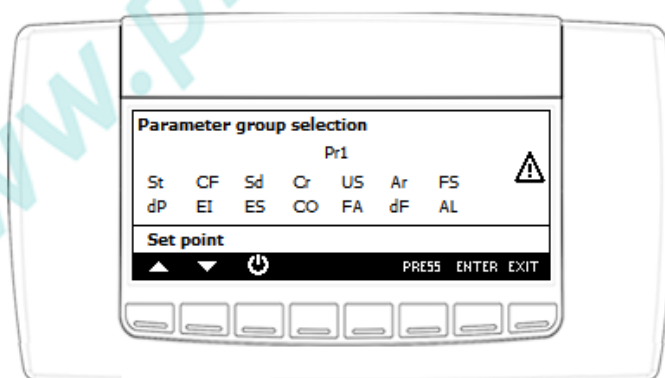 www.p
Parameter group selection
Pr1
St CF Sd Cr US Ar FS
dP EI ES CO FA dF AL
Set point
PRESS ENTER EXIT